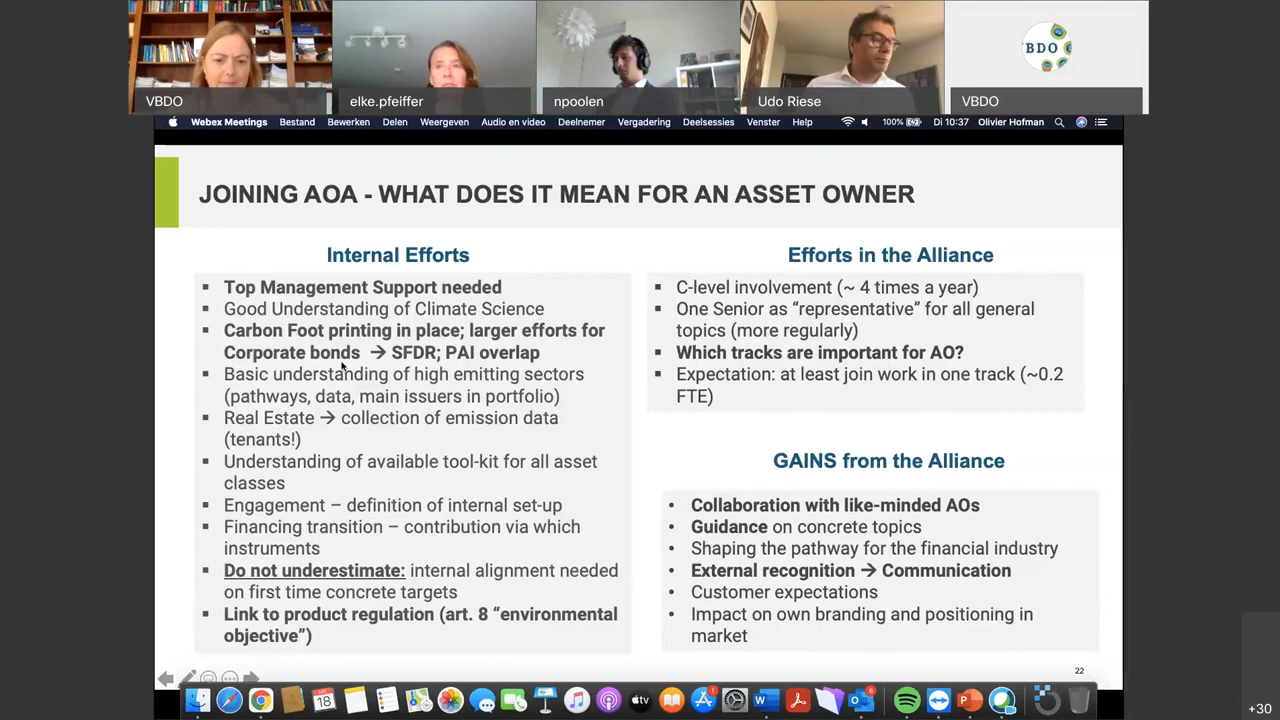 VBDO
elke.pfeiffer
npoolen
Udo Riese
VBDO
VBDO
Webex Meetings Bestand Bewerken Delen Weergeven Audio en video Deelnemer Vergadering Deelsessies Venster Help 100% Di 10:37 Olivier Hofman
JOINING AOA - WHAT DOES IT MEAN FOR AN ASSET OWNER
Internal Efforts
▪ Top Management Support needed
▪ Good Understanding of Climate Science
▪ Carbon Foot printing in place; larger efforts for
Corporate bonds → SFDR; PAI overlap
▪ Basic understanding of high emitting sectors
(pathways, data, main issuers in portfolio)
▪ Real Estate → collection of emission data
(tenants!)
▪ Understanding of available tool-kit for all asset
classes
▪ Engagement – definition of internal set-up
▪ Financing transition – contribution via which
instruments
▪ Do not underestimate: internal alignment needed
on first time concrete targets
▪ Link to product regulation (art. 8 “environmental
objective”)
Efforts in the Alliance
▪ C-level involvement (~ 4 times a year)
▪ One Senior as “representative” for all general
topics (more regularly)
▪ Which tracks are important for AO?
▪ Expectation: at least join work in one track (~0.2
FTE)
GAINS from the Alliance
• Collaboration with like-minded AOs
• Guidance on concrete topics
• Shaping the pathway for the financial industry
• External recognition → Communication
• Customer expectations
• Impact on own branding and positioning in
market
22
18
tv
+30